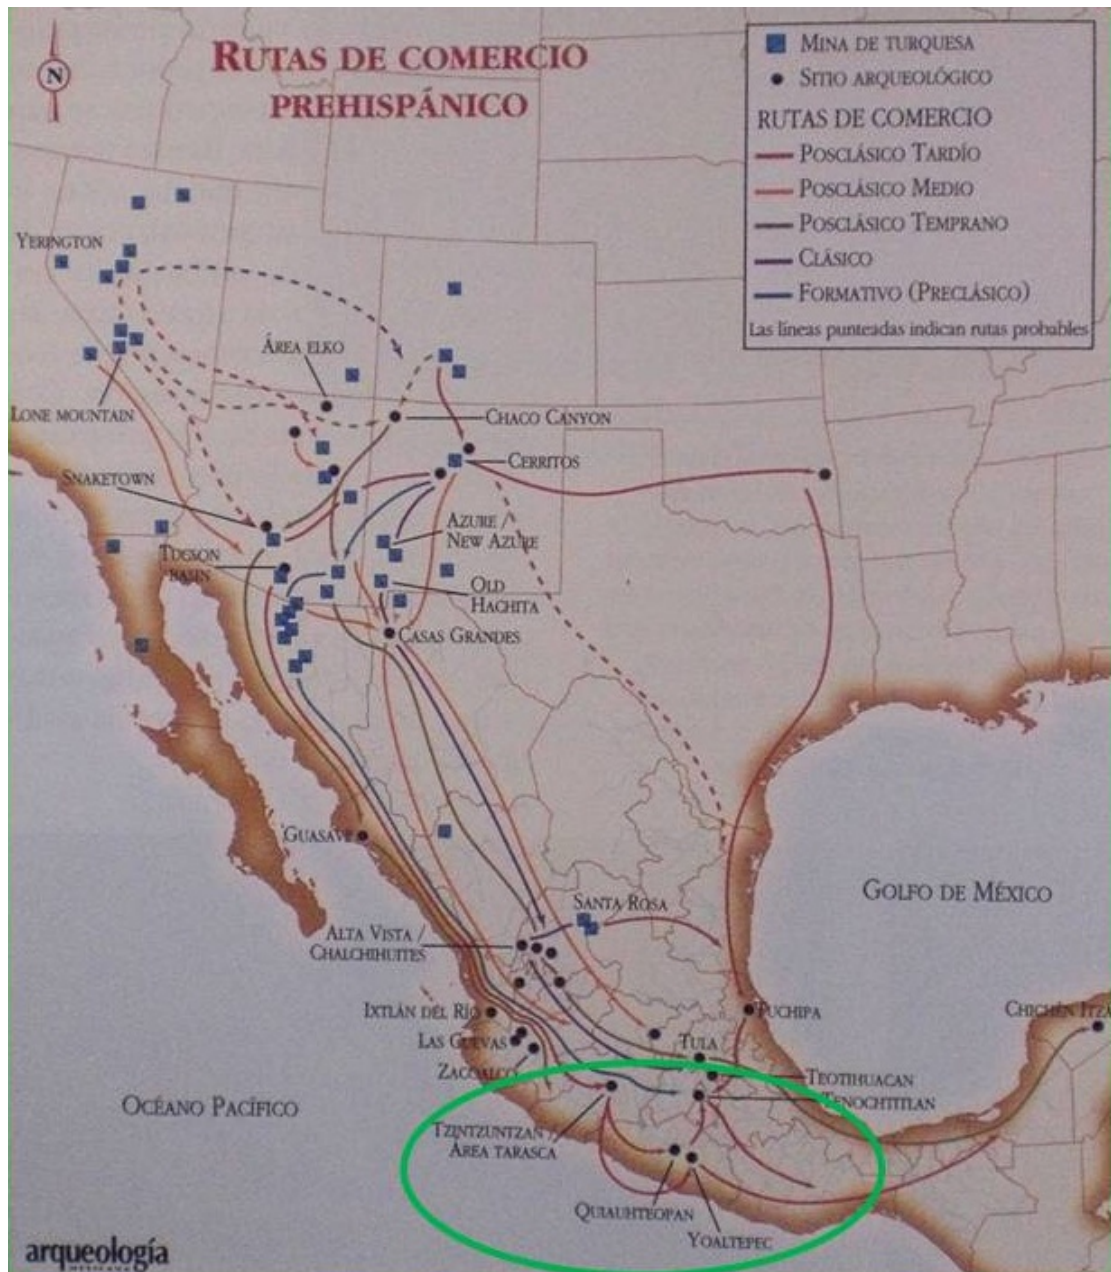 RUTAS DE COMERCIO
PREHISPÁNICO
N
MINA DE TURQUESA
SITIO ARQUEOLÓGICO
RUTAS DE COMERCIO
POSCLÁSICO TARDÍO
POSCLÁSICO MEDIO
POSCLÁSICO TEMPRANO
CLÁSICO
FORMATIVO (PRECLÁSICO)
Las líneas punteadas indican rutas probables
YERINGTON
ÁREA ELKO
LONE MOUNTAIN
CHACO CANYON
CERRITOS
SNAKETOWN
AZURE /
NEW AZURE
TUCSON
BASIN
OLD
HACHITA
CASAS GRANDES
GUASAVE
GOLFO DE MÉXICO
SANTA ROSA
ALTA VISTA /
CHALCHIHUITES
IXTLÁN DEL RÍO
TUCHIPA
CHICHÉN ITZÁ
LAS CUEVAS
TULA
ZACOALCO
TEOTIHUACAN
TENOCHTITLAN
OCÉANO PACÍFICO
TZINTZUNTZAN /
ÁREA TARASCA
QUIAUHTEOPAN
YOALTEPEC
arqueología